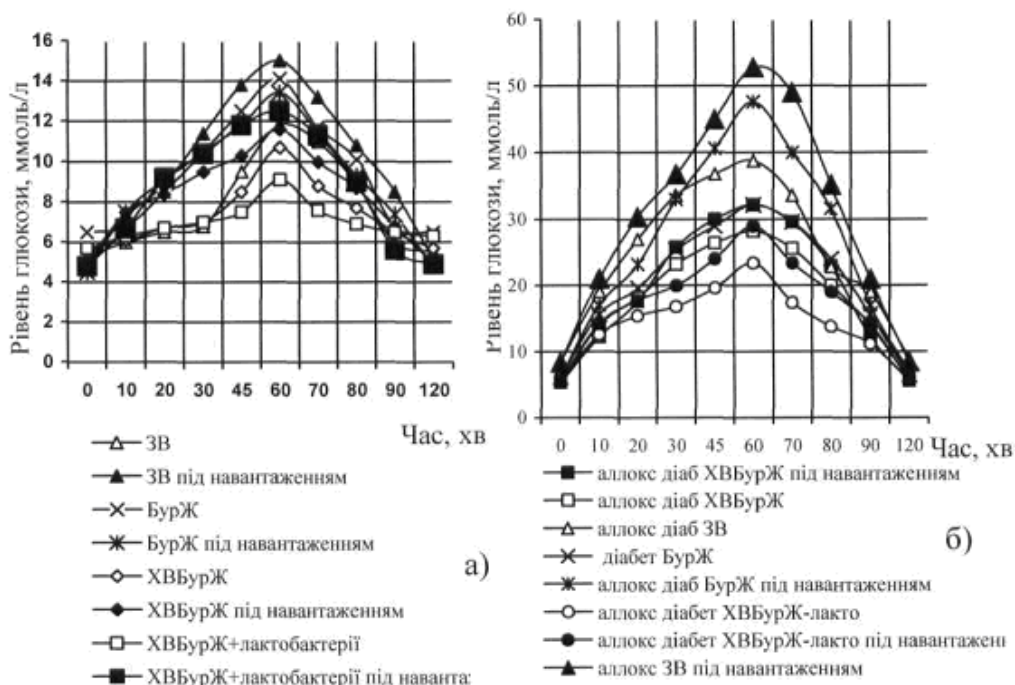 Рівень глюкози, ммоль/л
16
14
12
10
8
6
4
2
0
0 10 20 30 45 60 70 80 90 120
Час, хв
ЗВ
ЗВ під навантаженням
БурЖ
БурЖ під навантаженням
ХВБурЖ
ХВБурЖ під навантаженням
ХВБурЖ+лактобактерії
ХВБурЖ+лактобактерії під наванта:
а)
Рівень глюкози, ммоль/л
60
50
40
30
20
10
0
0 10 20 30 45 60 70 80 90 120
Час, хв
аллокс діаб ХВБурЖ під навантаженням
аллокс діаб ХВБурЖ
аллокс діаб ЗВ
діабет БурЖ
аллокс діаб БурЖ під навантаженням
аллокс діабет ХВБурЖ-лакто
аллокс діабет ХВБурЖ-лакто під навантажені
аллокс ЗВ під навантаженням
б)